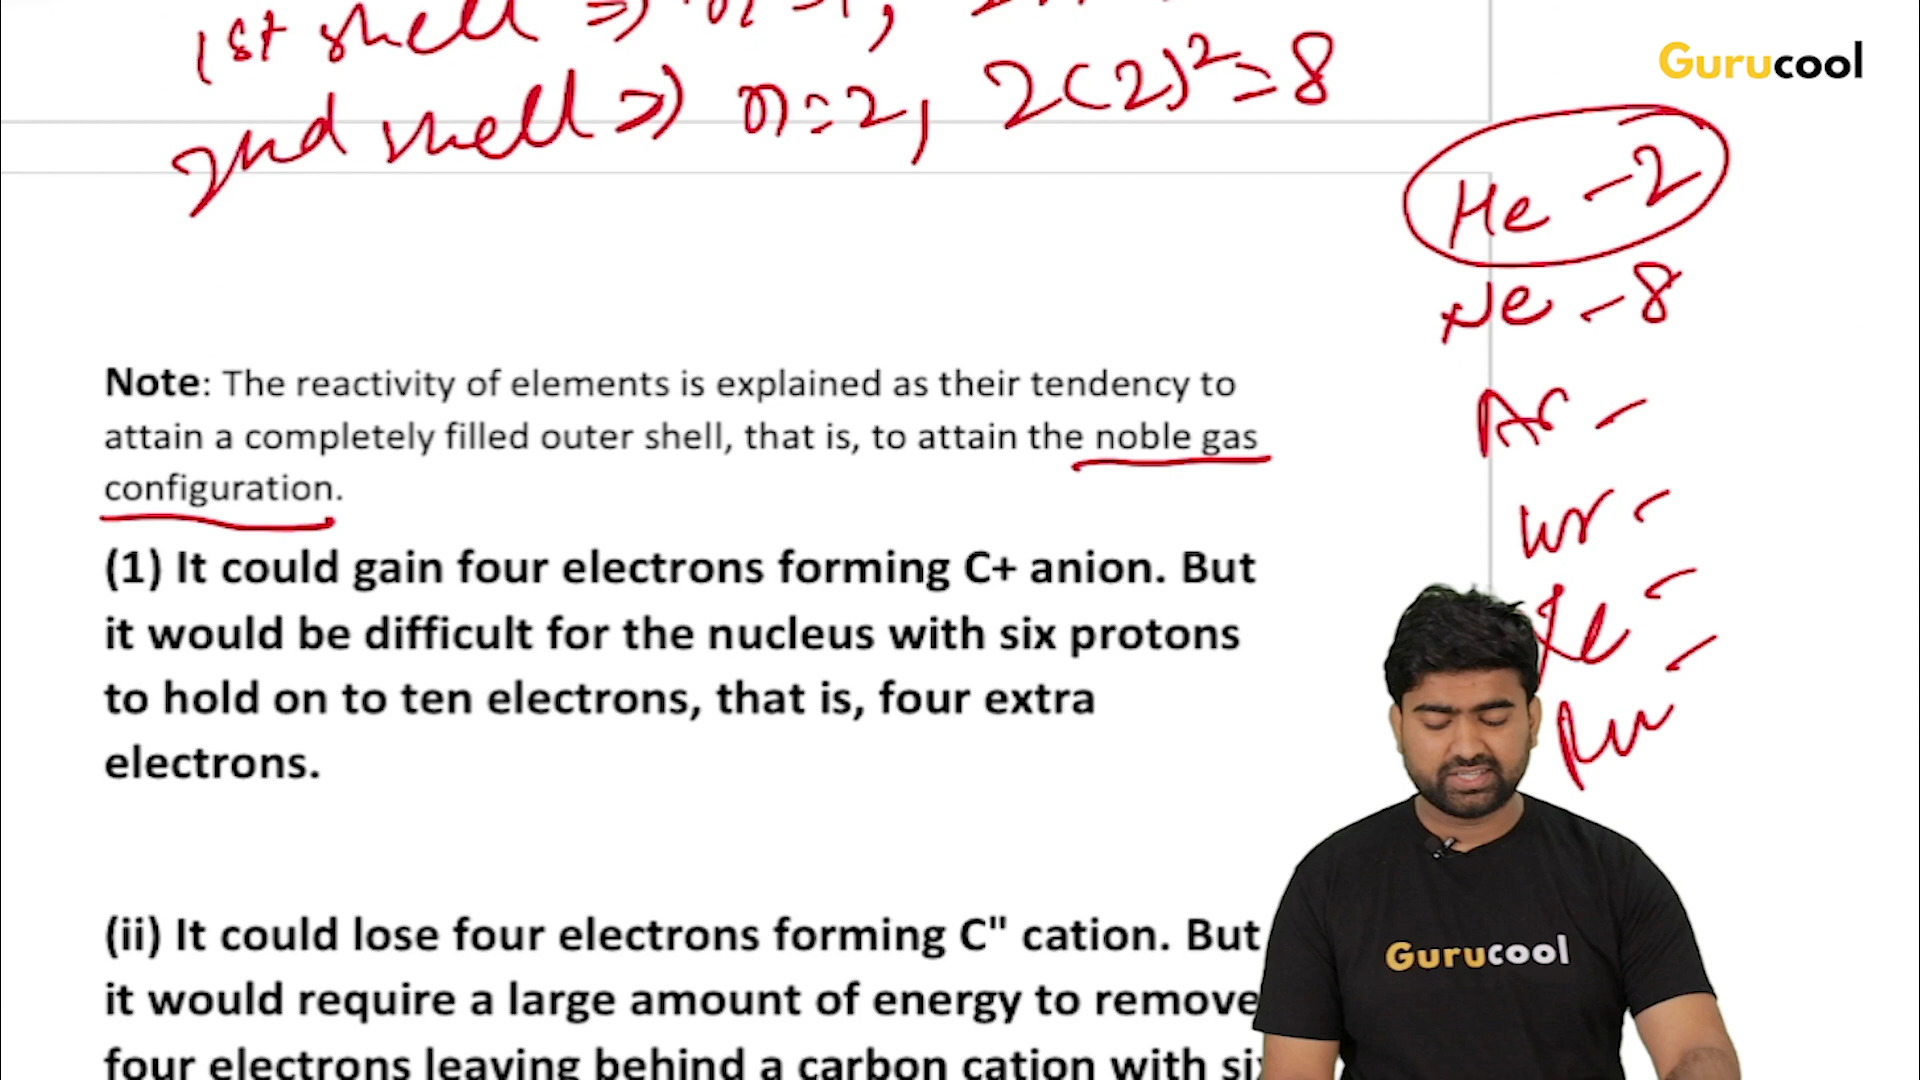 1st shell => n=1,
Gurucool
2nd shell => n=2, 2(2)²=8
He - 2
Ne - 8
Note: The reactivity of elements is explained as their tendency to
attain a completely filled outer shell, that is, to attain the noble gas
configuration.
Ar -
Kr -
Xe -
Rn -
(1) It could gain four electrons forming C+ anion. But
it would be difficult for the nucleus with six protons
to hold on to ten electrons, that is, four extra
electrons.
(ii) It could lose four electrons forming C" cation. But
it would require a large amount of energy to remove
four electrons leaving behind a carbon cation with six
Gurucool